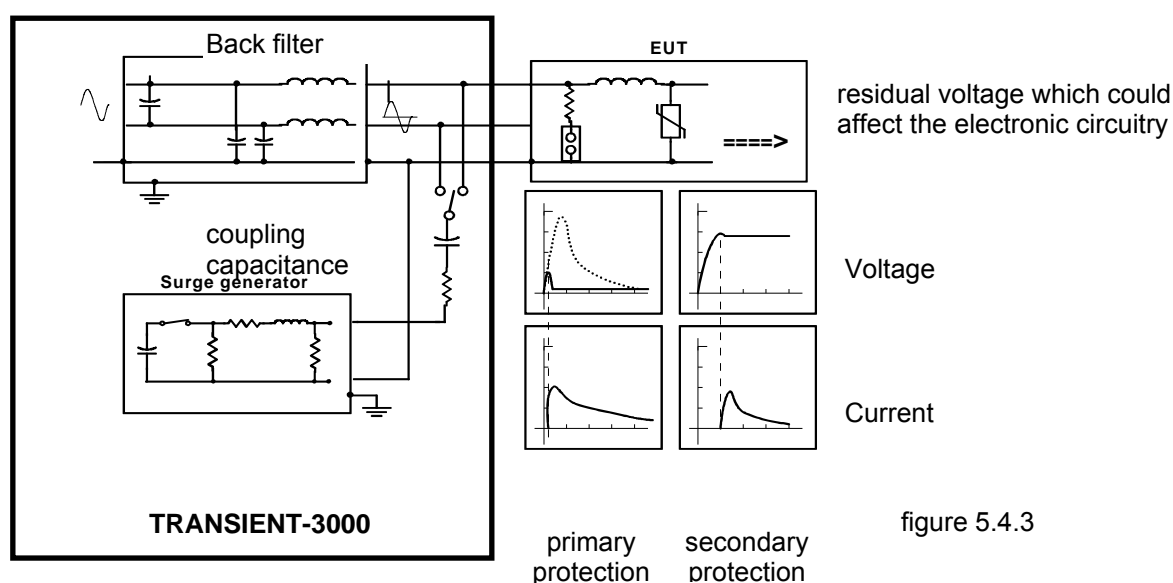 Back filter
EUT
residual voltage which could
affect the electronic circuitry
====>
coupling
capacitance
Surge generator
Voltage
Current
TRANSIENT-3000
figure 5.4.3
primary
protection
secondary
protection